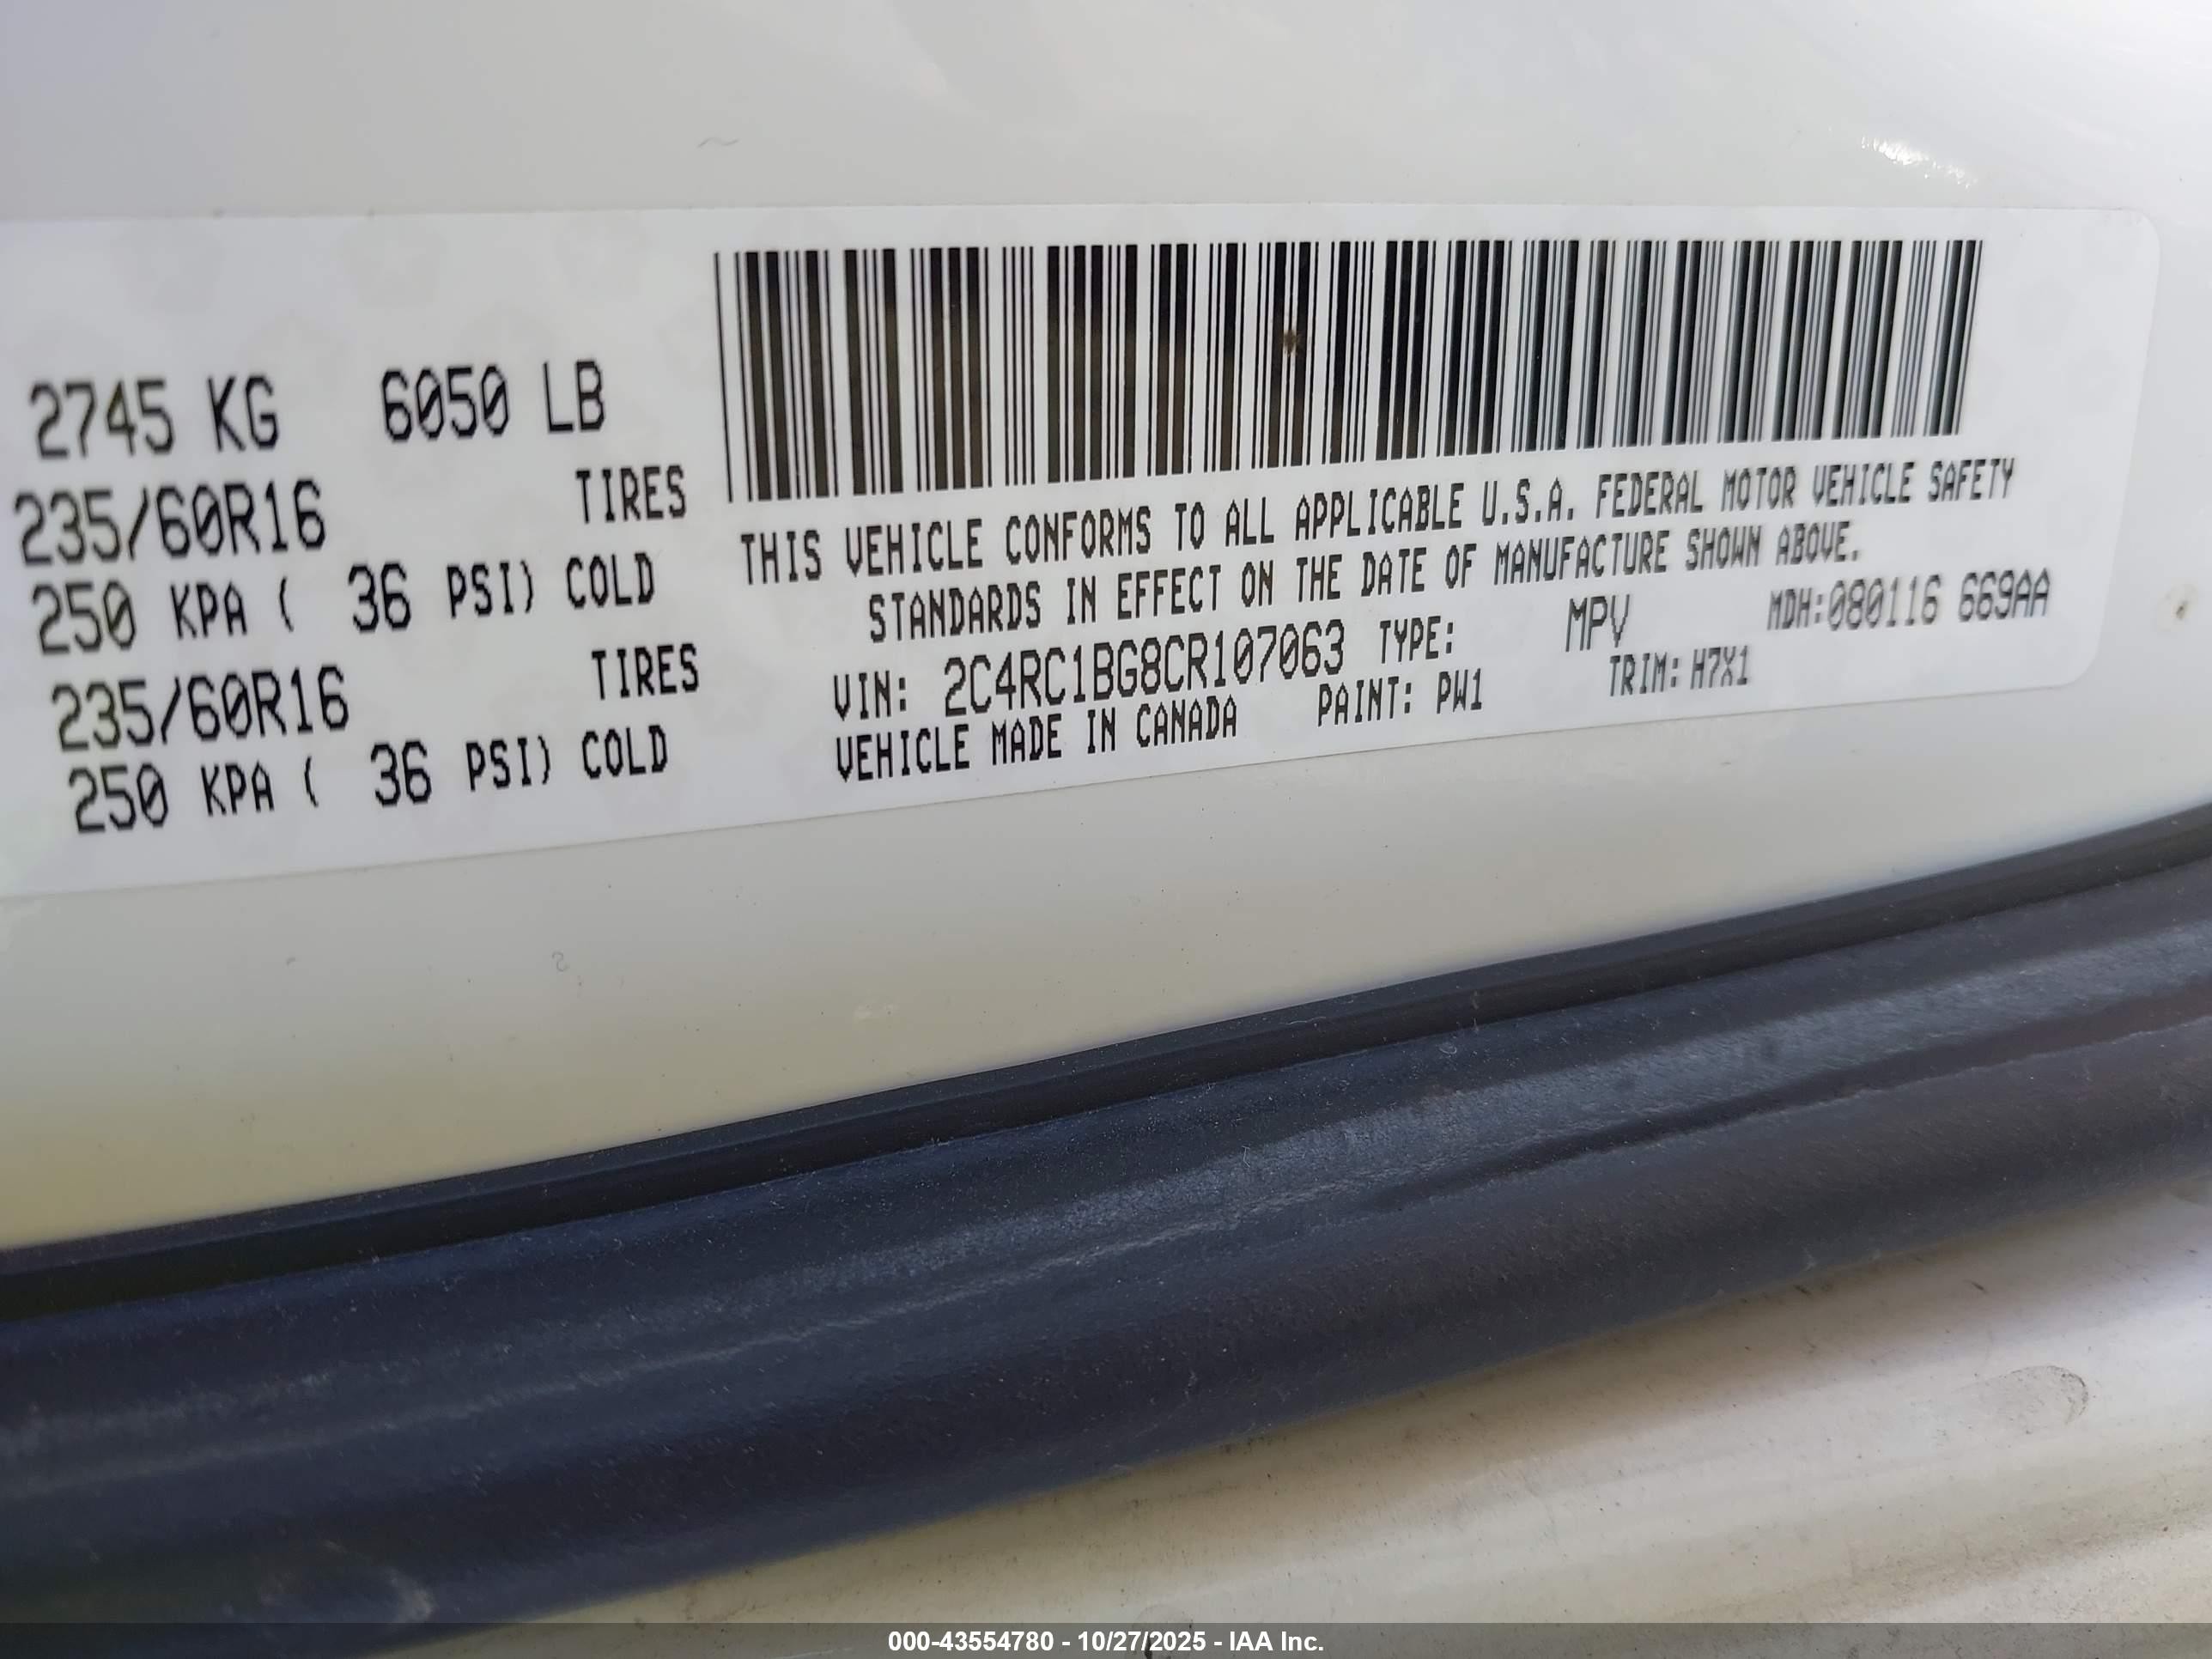 2745 KG 6050 LB
235/60R16 TIRES
250 KPA ( 36 PSI) COLD
235/60R16 TIRES
250 KPA ( 36 PSI) COLD
THIS VEHICLE CONFORMS TO ALL APPLICABLE U.S.A. FEDERAL MOTOR VEHICLE SAFETY
STANDARDS IN EFFECT ON THE DATE OF MANUFACTURE SHOWN ABOVE.
VIN: 2C4RC1BG8CR107063 TYPE: MPV MDH:080116 669AA
VEHICLE MADE IN CANADA PAINT: PW1 TRIM: H7X1
000-43554780 - 10/27/2025 - IAA Inc.